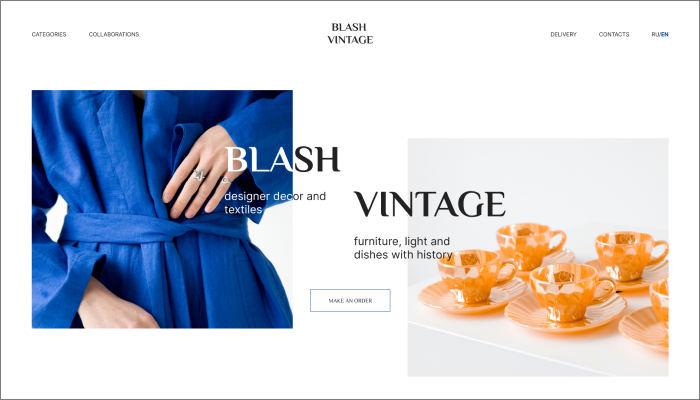 CATEGORIES
COLLABORATIONS
BLASH
VINTAGE
DELIVERY
CONTACTS
RU/EN
BLASH
designer decor and
textiles
VINTAGE
furniture, light and
dishes with history
MAKE AN ORDER